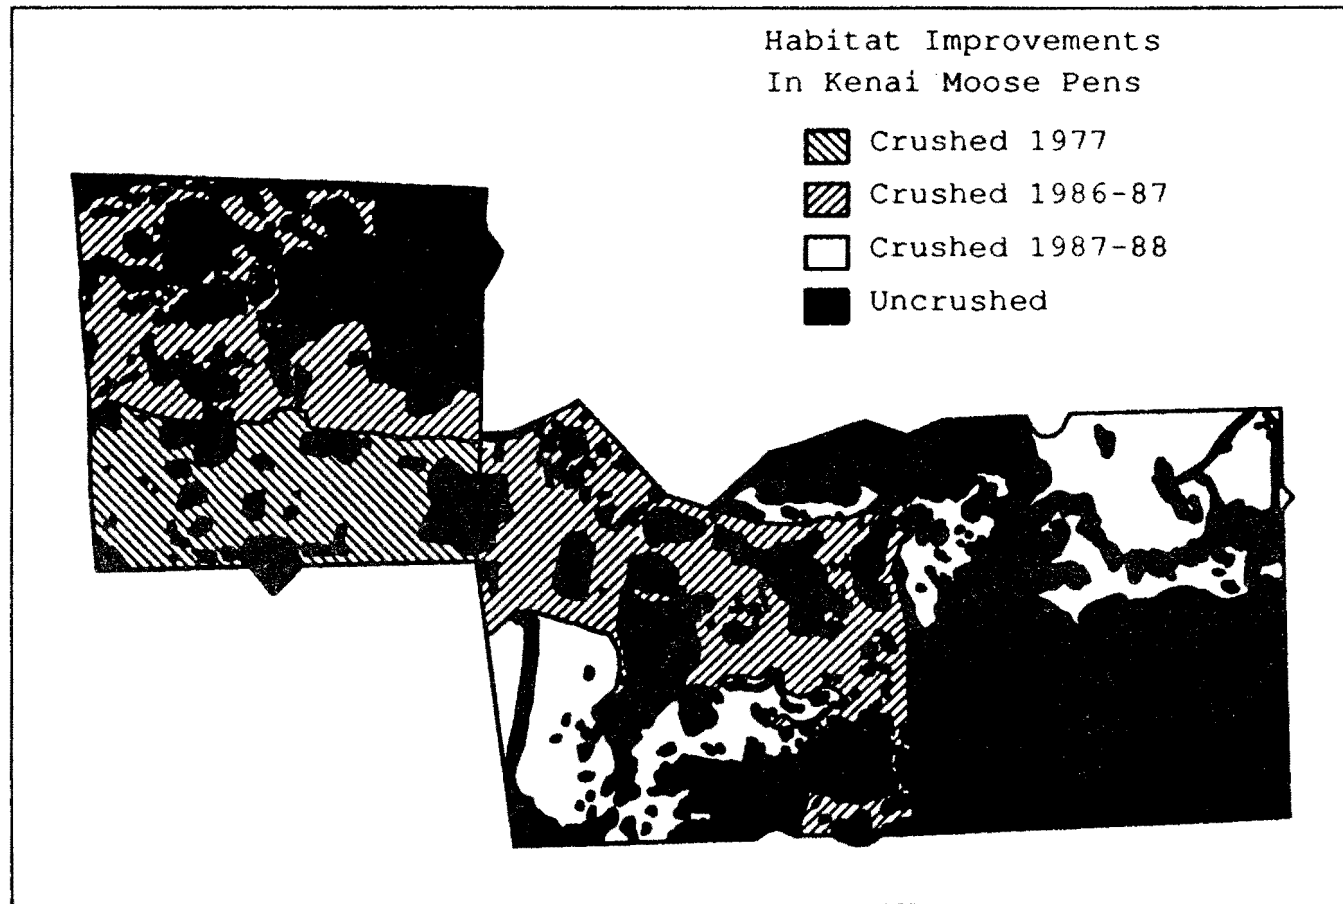 Habitat Improvements
In Kenai Moose Pens
Crushed 1977
Crushed 1986-87
Crushed 1987-88
Uncrushed